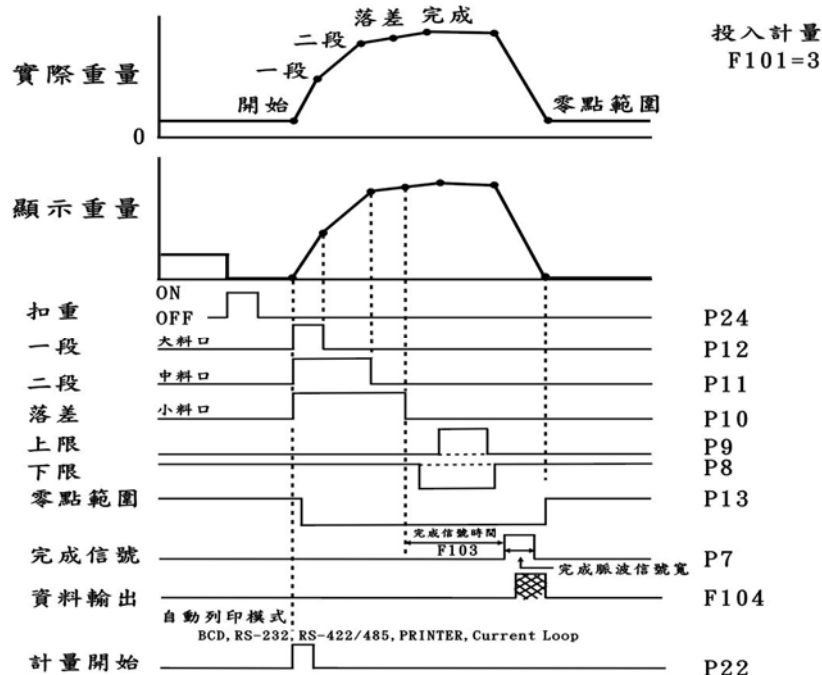 落差 完成
二段
投入計量
F101=3
一段
實際重量
開始
零點範圍
0
顯示重量
ON
扣重
OFF
P24
一段 大料口 P12
二段 中料口 P11
落差 小料口 P10
上限 P9
下限 P8
零點範圍 P13
完成信號時間
F103
完成信號 P7
完成脈波信號寬
資料輸出 F104
自動列印模式
BCD, RS-232, RS-422/485, PRINTER, Current Loop
計量開始 P22